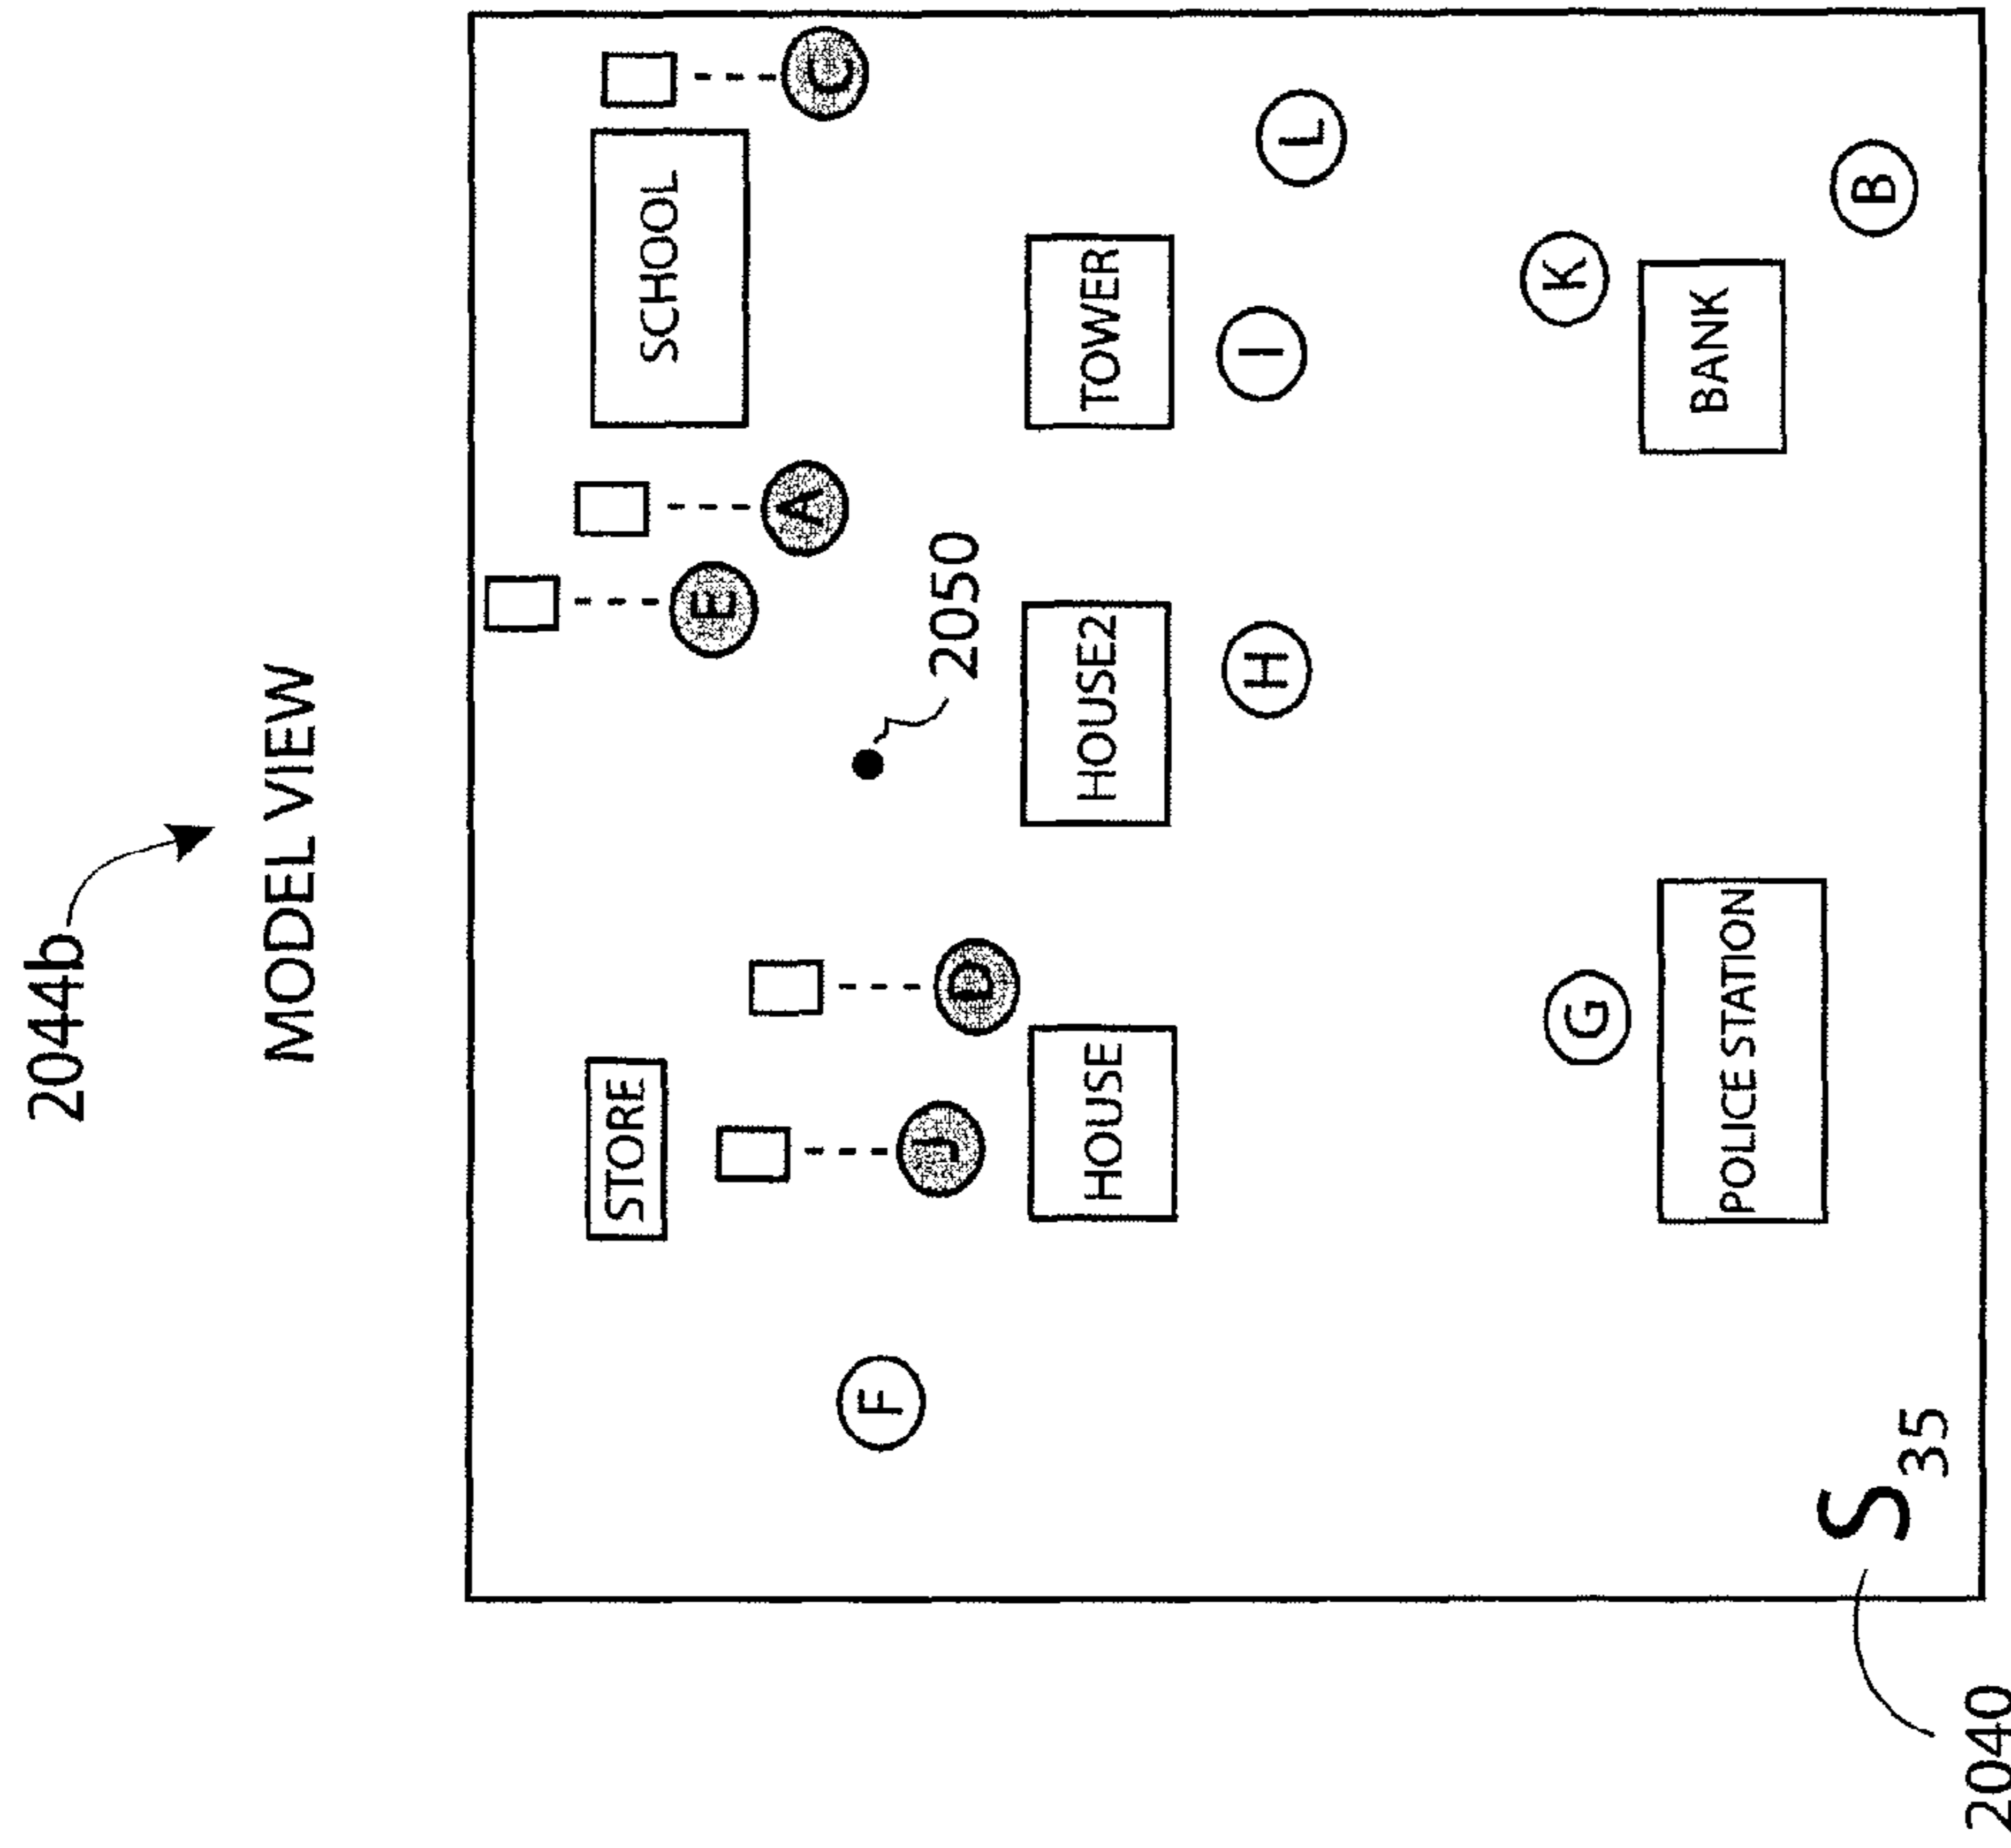 2044b
MODEL VIEW
STORE
SCHOOL
E
A
C
F
J
D
2050
HOUSE
HOUSE2
TOWER
H
I
L
G
K
POLICE STATION
BANK
B
S35
2040